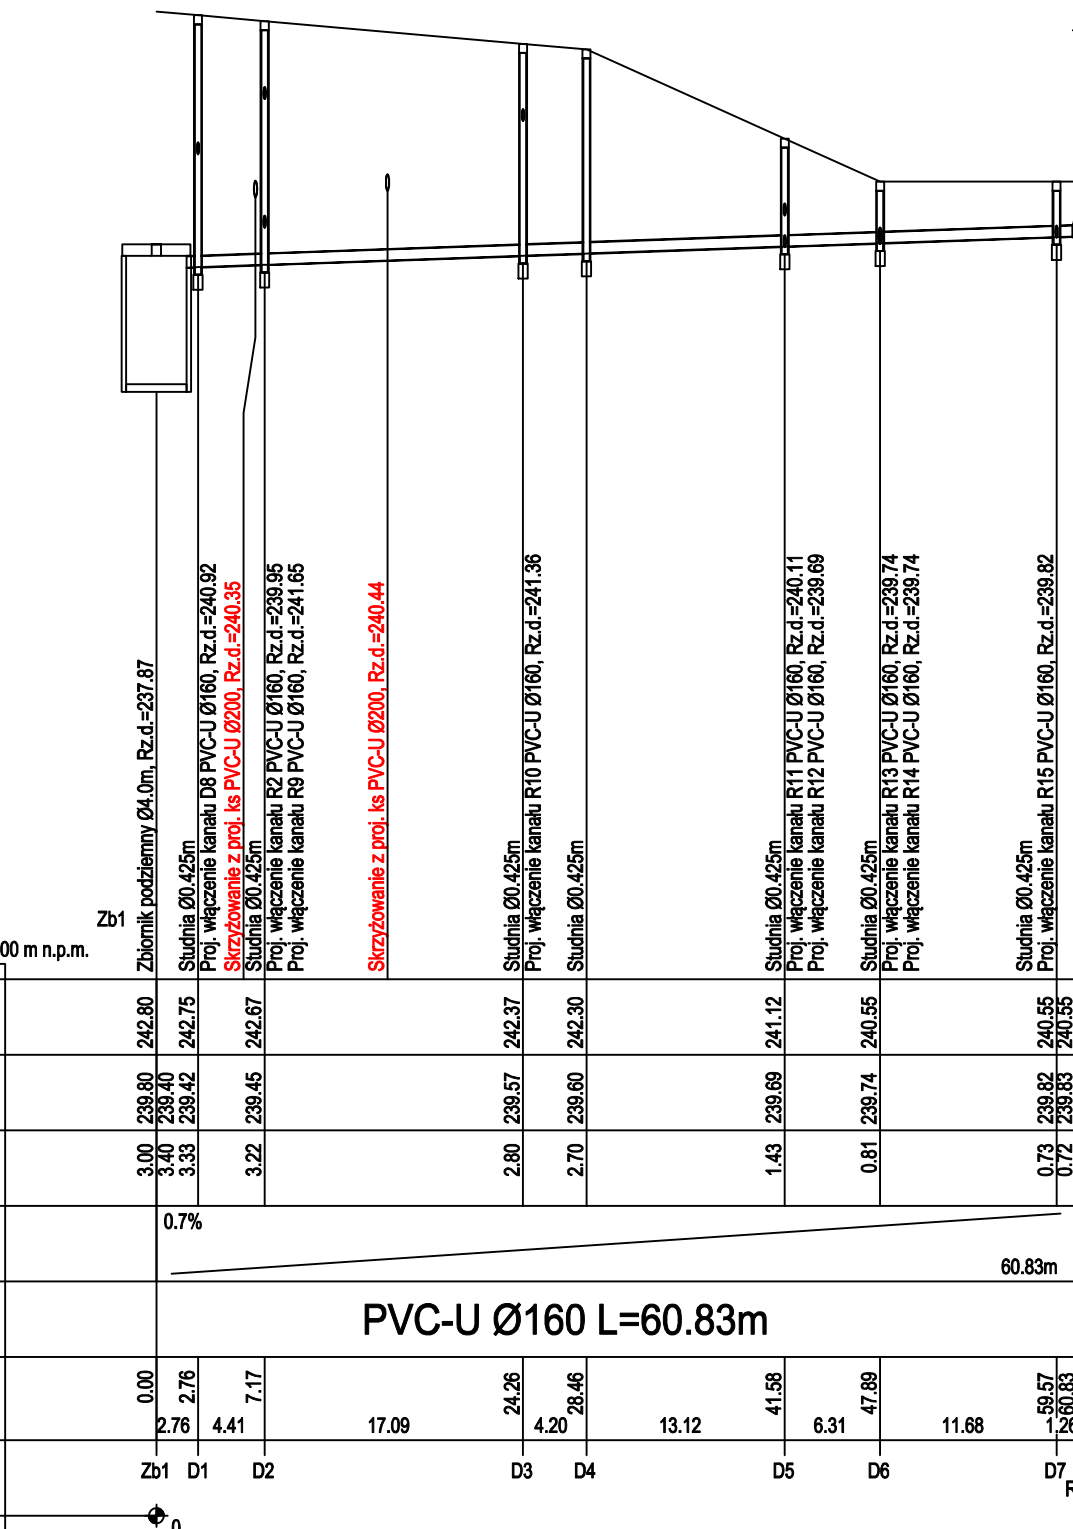 Zb1
00 m n.p.m.
Zbiornik podziemny Ø4.0m, Rz.d.=237.87
Studnia Ø0.425m
Proj. włączenie kanału D8 PVC-U Ø160, Rz.d.=240.92
Skrzyżowanie z proj. ks PVC-U Ø200, Rz.d.=240.35
Studnia Ø0.425m
Proj. włączenie kanału R2 PVC-U Ø160, Rz.d.=239.95
Proj. włączenie kanału R9 PVC-U Ø160, Rz.d.=241.65
Skrzyżowanie z proj. ks PVC-U Ø200, Rz.d.=240.44
Studnia Ø0.425m
Proj. włączenie kanału R10 PVC-U Ø160, Rz.d.=241.36
Studnia Ø0.425m
Studnia Ø0.425m
Proj. włączenie kanału R11 PVC-U Ø160, Rz.d.=240.11
Proj. włączenie kanału R12 PVC-U Ø160, Rz.d.=239.69
Studnia Ø0.425m
Proj. włączenie kanału R13 PVC-U Ø160, Rz.d.=239.74
Proj. włączenie kanału R14 PVC-U Ø160, Rz.d.=239.74
Studnia Ø0.425m
Proj. włączenie kanału R15 PVC-U Ø160, Rz.d.=239.82
242.80 242.75 242.67 242.37 242.30 241.12 240.55 240.55 240.55
239.80 239.40 239.42 239.45 239.57 239.60 239.69 239.74 239.82 239.83
3.00 3.40 3.33 3.22 2.80 2.70 1.43 0.81 0.73 0.72
0.7%
60.83m
PVC-U Ø160 L=60.83m
0.00 2.76 7.17 24.26 28.46 41.58 47.89 59.57 60.83
2.76 4.41 17.09 4.20 13.12 6.31 11.68 1.26
Zb1 D1 D2 D3 D4 D5 D6 D7
R
0